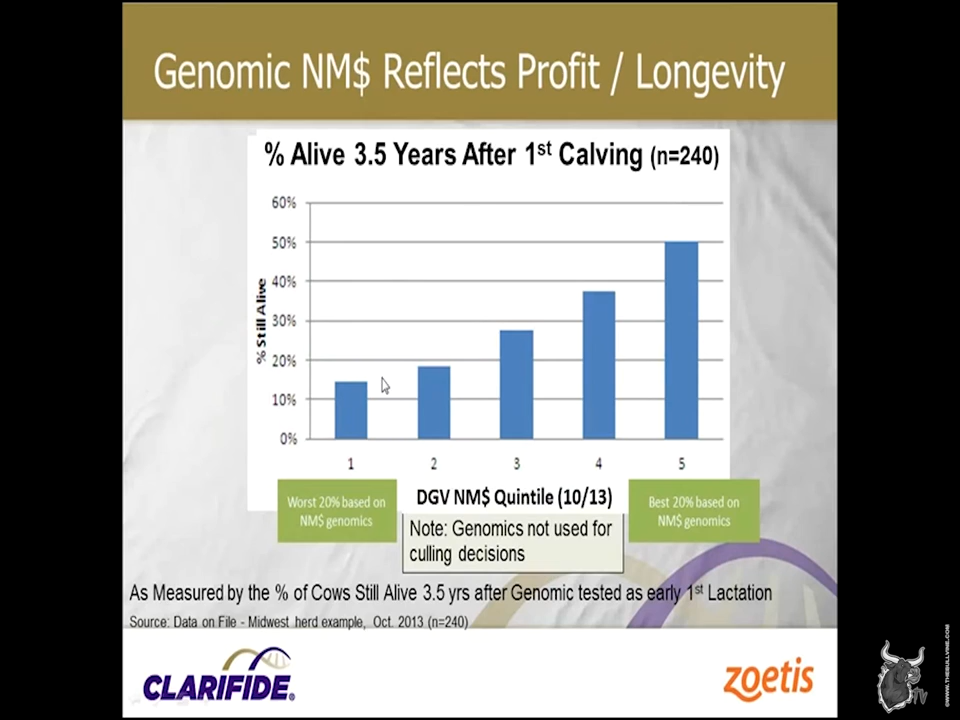 Genomic NM$ Reflects Profit / Longevity
% Alive 3.5 Years After 1st Calving (n=240)
60%
50%
40%
30%
20%
10%
0%
% Still Alive
1 2 3 4 5
Worst 20% based on
NM$ genomics
DGV NM$ Quintile (10/13)
Best 20% based on
NM$ genomics
Note: Genomics not used for
culling decisions
As Measured by the % of Cows Still Alive 3.5 yrs after Genomic tested as early 1st Lactation
Source: Data on File - Midwest herd example, Oct. 2013 (n=240)
CLARIFIDE®
zoetis
TV
©WWW.THEBULLVINE.COM